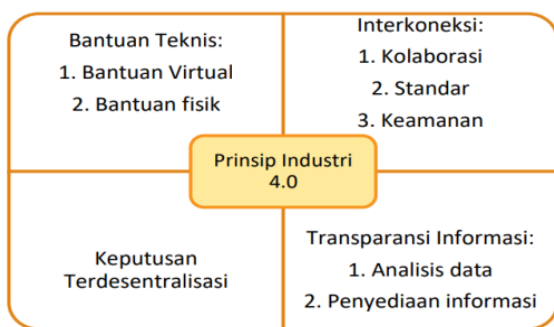 Bantuan Teknis:
1. Bantuan Virtual
2. Bantuan fisik
Interkoneksi:
1. Kolaborasi
2. Standar
3. Keamanan
Prinsip Industri
4.0
Keputusan
Terdesentralisasi
Transparansi Informasi:
1. Analisis data
2. Penyediaan informasi